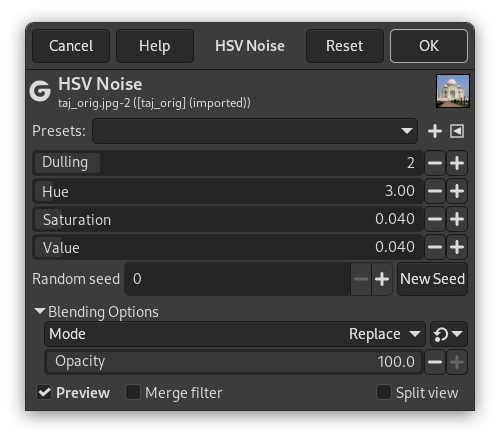 Cancel Help HSV Noise Reset OK
HSV Noise
taj_orig.jpg-2 ([taj_orig] (imported))
Presets:
Dulling 2
Hue 3.00
Saturation 0.040
Value 0.040
Random seed 0 New Seed
Blending Options
Mode Replace
Opacity 100.0
Preview Merge filter Split view